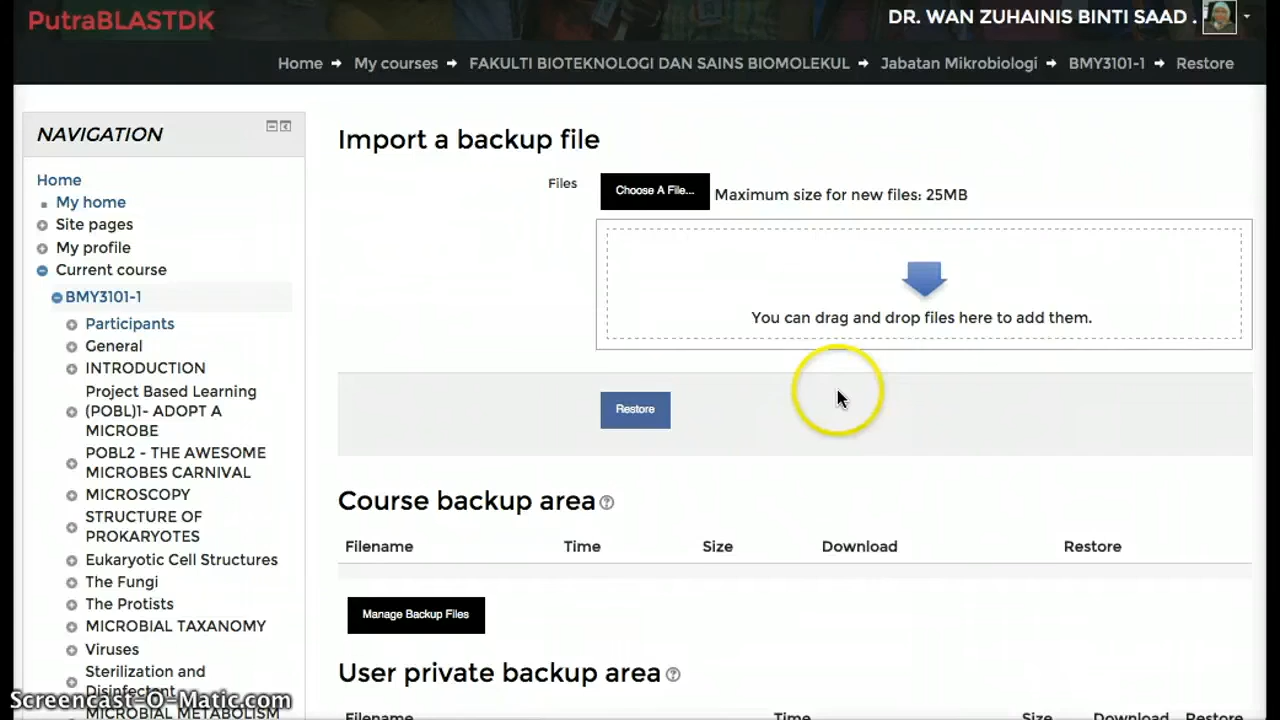 PutraBLASTDK
DR. WAN ZUHAINIS BINTI SAAD .
Home My courses FAKULTI BIOTEKNOLOGI DAN SAINS BIOMOLEKUL Jabatan Mikrobiologi BMY3101-1 Restore
NAVIGATION
Home
My home
Site pages
My profile
Current course
BMY3101-1
Participants
General
INTRODUCTION
Project Based Learning
(POBL)1- ADOPT A
MICROBE
POBL2 - THE AWESOME
MICROBES CARNIVAL
MICROSCOPY
STRUCTURE OF
PROKARYOTES
Eukaryotic Cell Structures
The Fungi
The Protists
MICROBIAL TAXANOMY
Viruses
Sterilization and
Disinfectant
MICROBIAL METABOLISM
Import a backup file
Files
Choose A File...
Maximum size for new files: 25MB
You can drag and drop files here to add them.
Restore
Course backup area
Filename Time Size Download Restore
Manage Backup Files
User private backup area
Filename Time Size Download Restore
Screencast-O-Matic.com